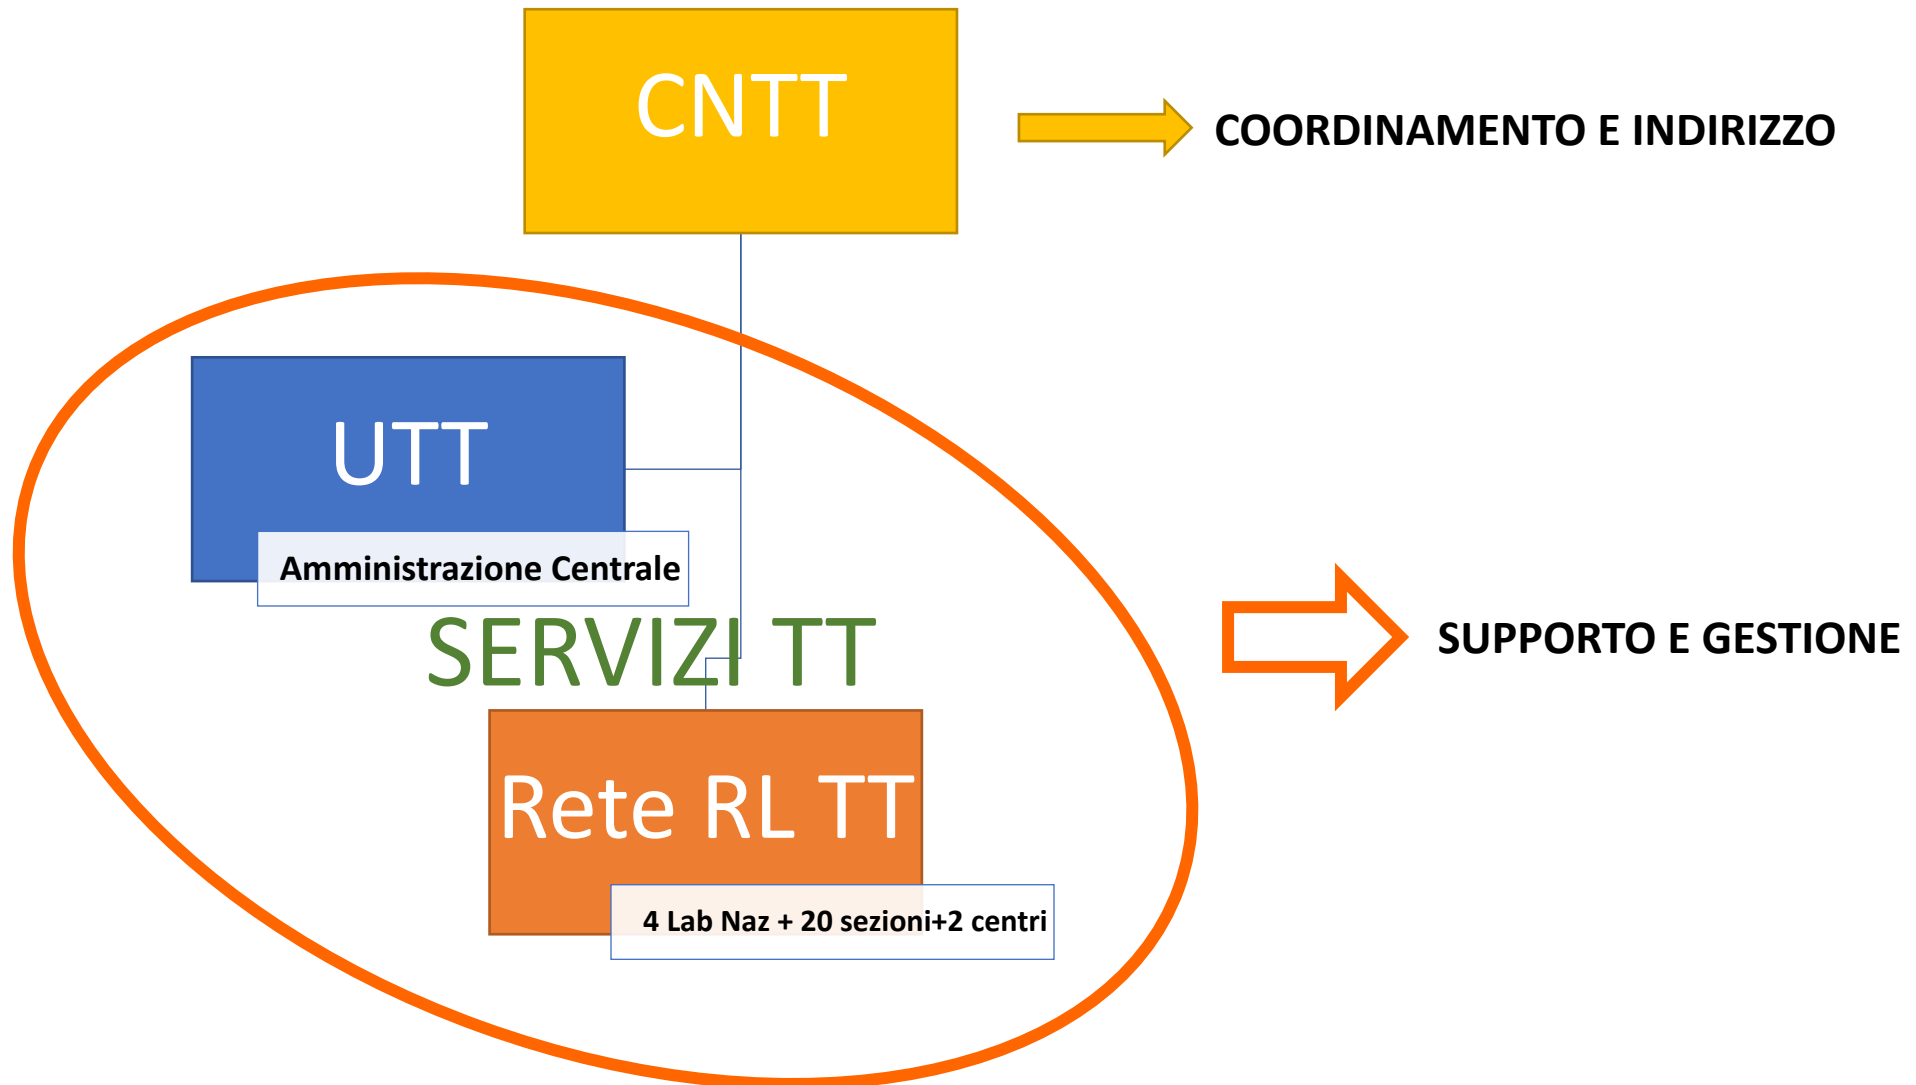 CNTT
COORDINAMENTO E INDIRIZZO
UTT
Amministrazione Centrale
SERVIZI TT
SUPPORTO E GESTIONE
Rete RL TT
4 Lab Naz + 20 sezioni+2 centri